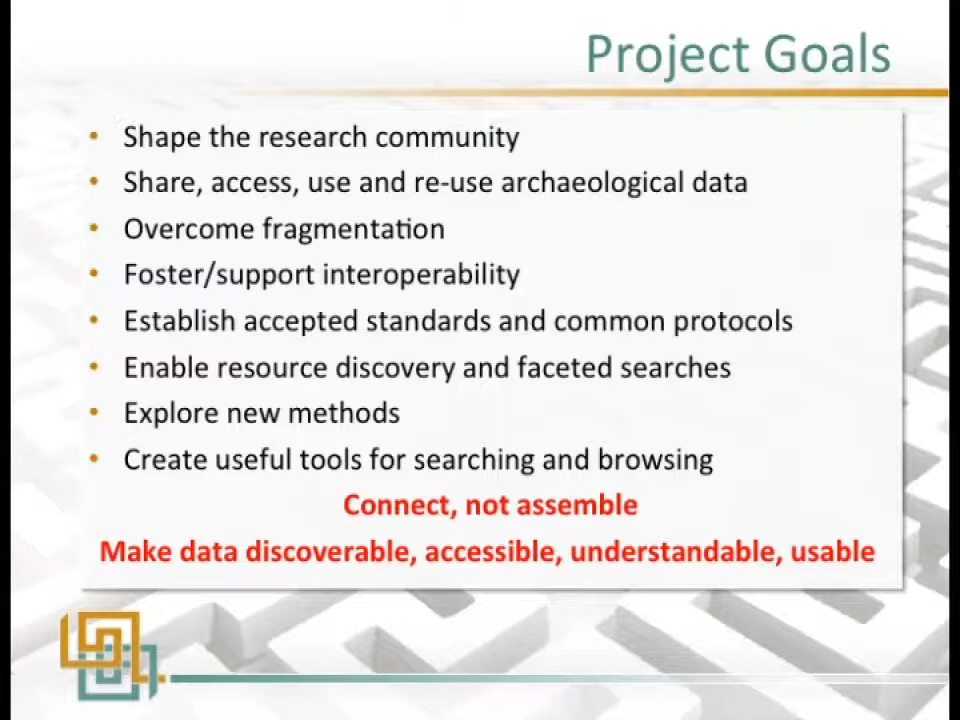 Project Goals
• Shape the research community
• Share, access, use and re-use archaeological data
• Overcome fragmentation
• Foster/support interoperability
• Establish accepted standards and common protocols
• Enable resource discovery and faceted searches
• Explore new methods
• Create useful tools for searching and browsing
Connect, not assemble
Make data discoverable, accessible, understandable, usable